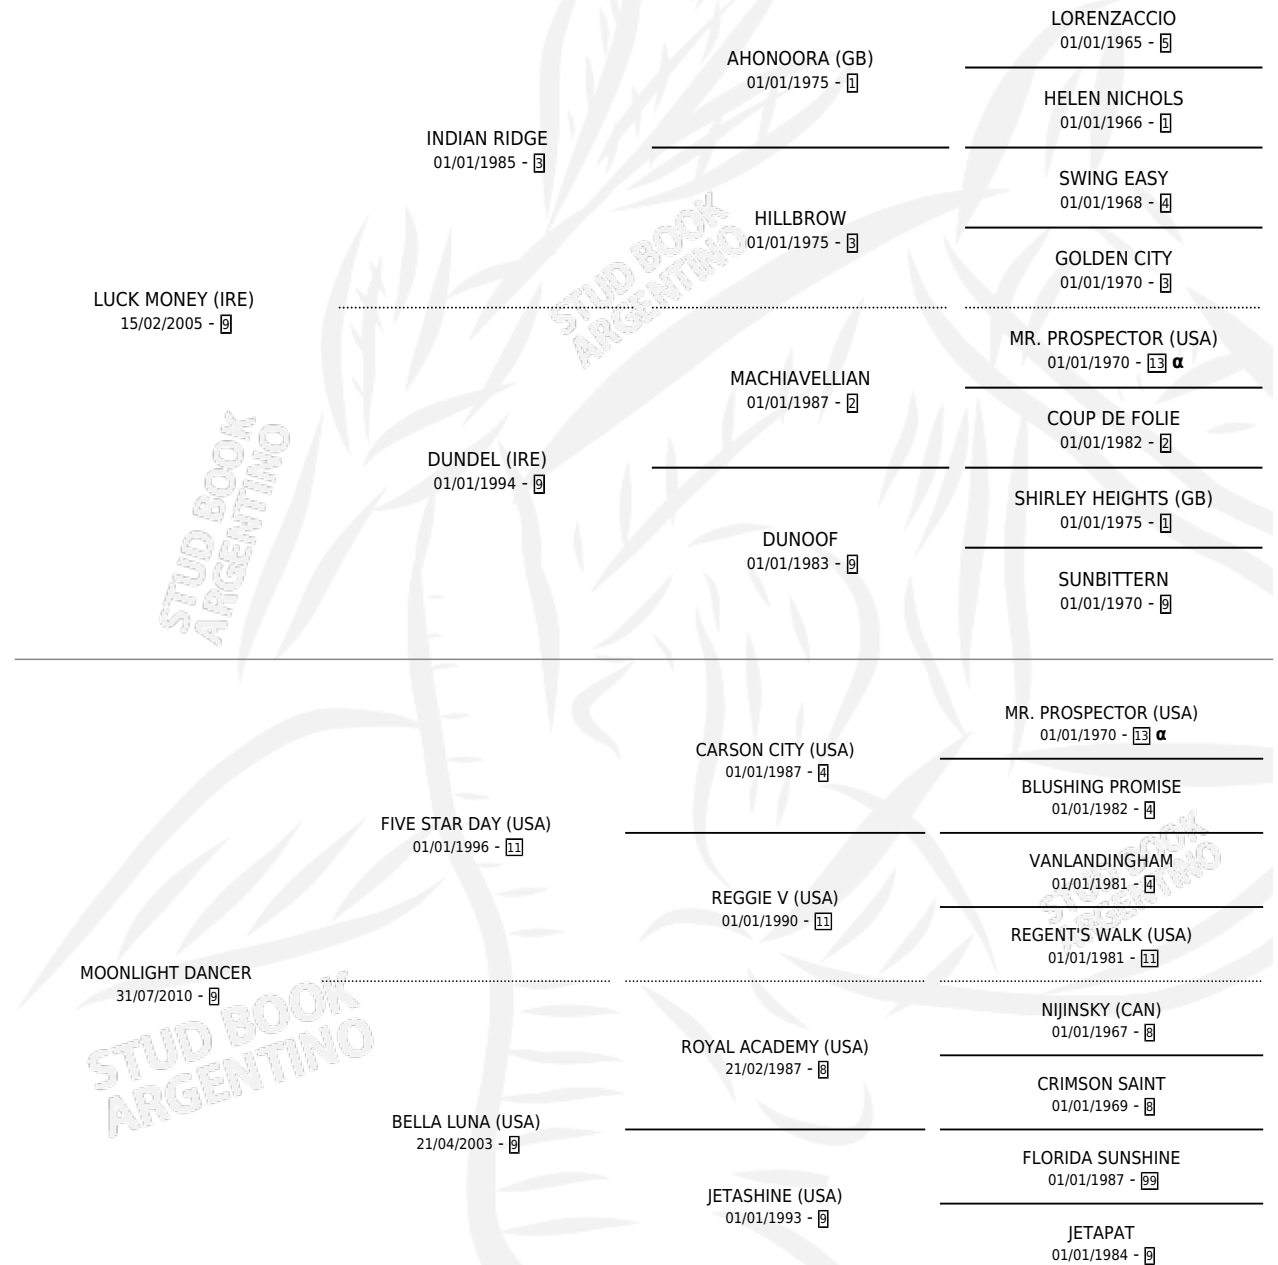 LORENZACCIO
01/01/1965 - 5
AHONOORA (GB)
01/01/1975 - 1
HELEN NICHOLS
01/01/1966 - 1
INDIAN RIDGE
01/01/1985 - 3
SWING EASY
01/01/1968 - 4
HILLBROW
01/01/1975 - 3
GOLDEN CITY
01/01/1970 - 3
LUCK MONEY (IRE)
15/02/2005 - 9
MR. PROSPECTOR (USA)
01/01/1970 - 13 α
MACHIAVELLIAN
01/01/1987 - 2
COUP DE FOLIE
01/01/1982 - 2
DUNDEL (IRE)
01/01/1994 - 9
SHIRLEY HEIGHTS (GB)
01/01/1975 - 1
DUNOOF
01/01/1983 - 9
SUNBITTERN
01/01/1970 - 9
MR. PROSPECTOR (USA)
01/01/1970 - 13 α
CARSON CITY (USA)
01/01/1987 - 4
BLUSHING PROMISE
01/01/1982 - 4
FIVE STAR DAY (USA)
01/01/1996 - 11
VANLANDINGHAM
01/01/1981 - 4
REGGIE V (USA)
01/01/1990 - 11
REGENT'S WALK (USA)
01/01/1981 - 11
MOONLIGHT DANCER
31/07/2010 - 9
NIJINSKY (CAN)
01/01/1967 - 8
ROYAL ACADEMY (USA)
21/02/1987 - 8
CRIMSON SAINT
01/01/1969 - 8
BELLA LUNA (USA)
21/04/2003 - 9
FLORIDA SUNSHINE
01/01/1987 - 99
JETASHINE (USA)
01/01/1993 - 9
JETAPAT
01/01/1984 - 9
STUD BOOK
ARGENTINO
STUD BOOK
ARGENTINO
STUD BOOK
ARGENTINO
STUD BOOK
ARGENTINO